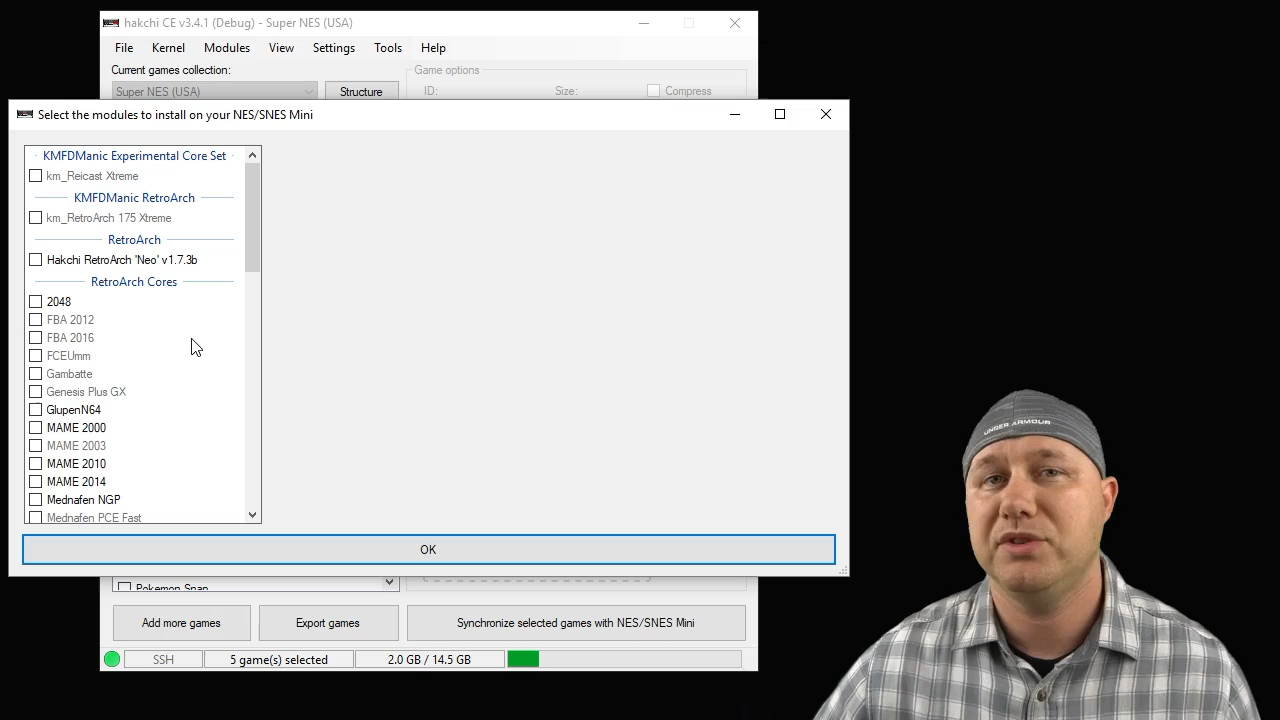 hakchi CE v3.4.1 (Debug) - Super NES (USA)
File Kernel Modules View Settings Tools Help
Current games collection:
Game options
Super NES (USA)
Structure
ID:
Size:
Compress
Select the modules to install on your NES/SNES Mini
KMFDManic Experimental Core Set
km_Reicast Xtreme
KMFDManic RetroArch
km_RetroArch 175 Xtreme
RetroArch
Hakchi RetroArch 'Neo' v1.7.3b
RetroArch Cores
2048
FBA 2012
FBA 2016
FCEUmm
Gambatte
Genesis Plus GX
GlupenN64
MAME 2000
MAME 2003
MAME 2010
MAME 2014
Mednafen NGP
Mednafen PCE Fast
OK
Pokemon Snap
Add more games
Export games
Synchronize selected games with NES/SNES Mini
SSH
5 game(s) selected
2.0 GB / 14.5 GB
UNDER ARMOUR